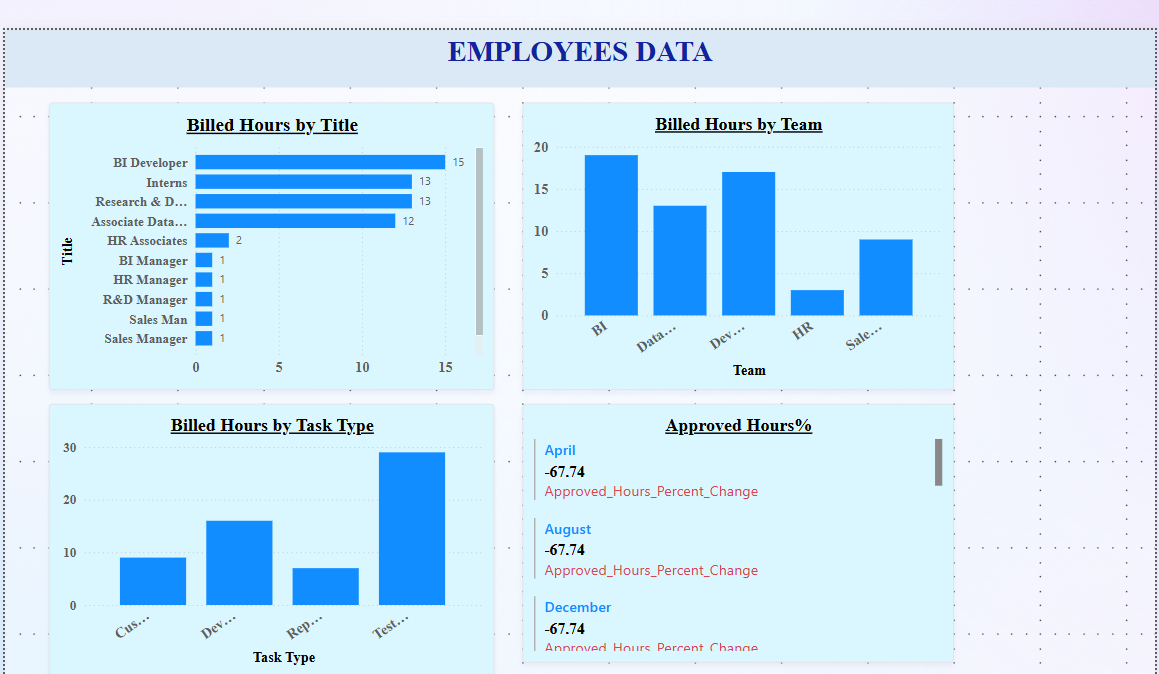 EMPLOYEES DATA
Billed Hours by Title
Title
BI Developer 15
Interns 13
Research & D... 13
Associate Data... 12
HR Associates 2
BI Manager 1
HR Manager 1
R&D Manager 1
Sales Man 1
Sales Manager 1
0 5 10 15
Billed Hours by Team
20
15
10
5
0
BI Data... Dev... HR Sale...
Team
Billed Hours by Task Type
30
20
10
0
Cus... Dev... Rep... Test...
Task Type
Approved Hours%
April
-67.74
Approved_Hours_Percent_Change
August
-67.74
Approved_Hours_Percent_Change
December
-67.74
Approved_Hours_Percent_Change